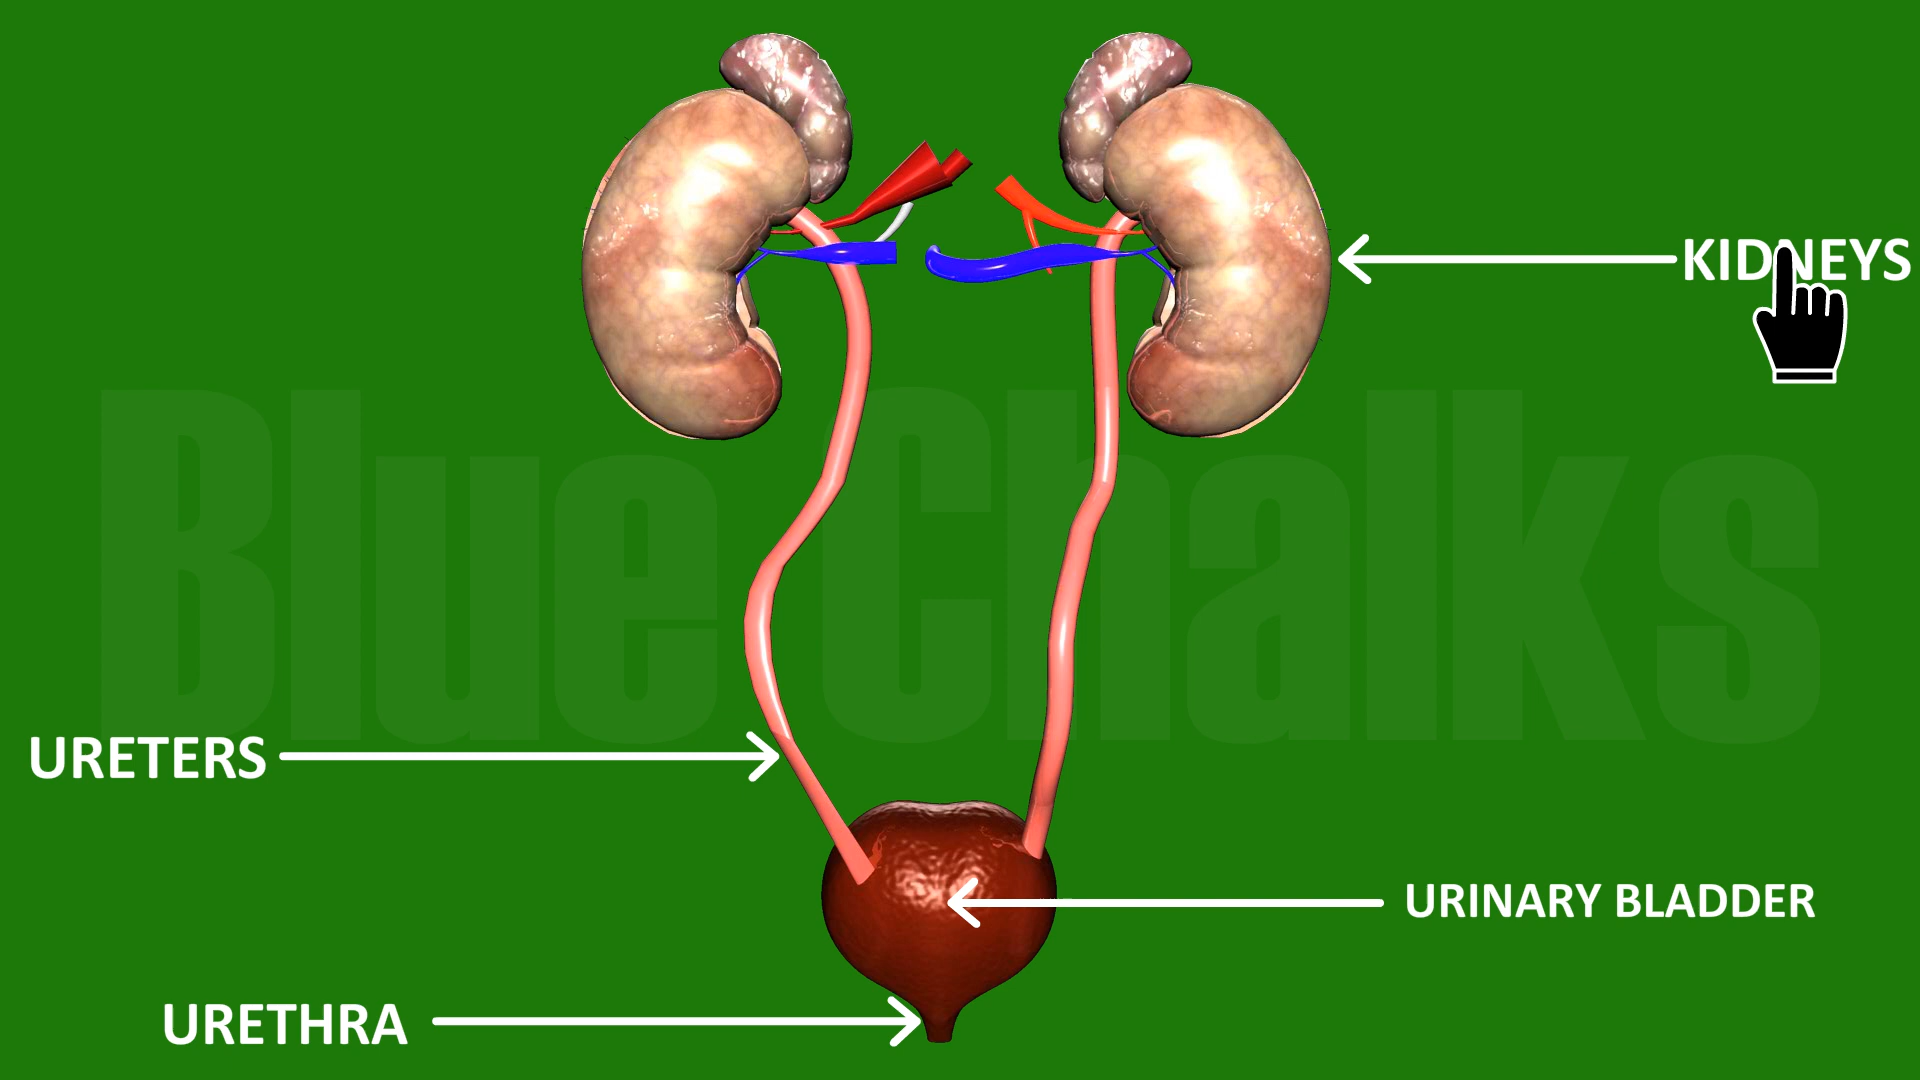 KIDNEYS
Blue Chalks
URETERS
URINARY BLADDER
URETHRA